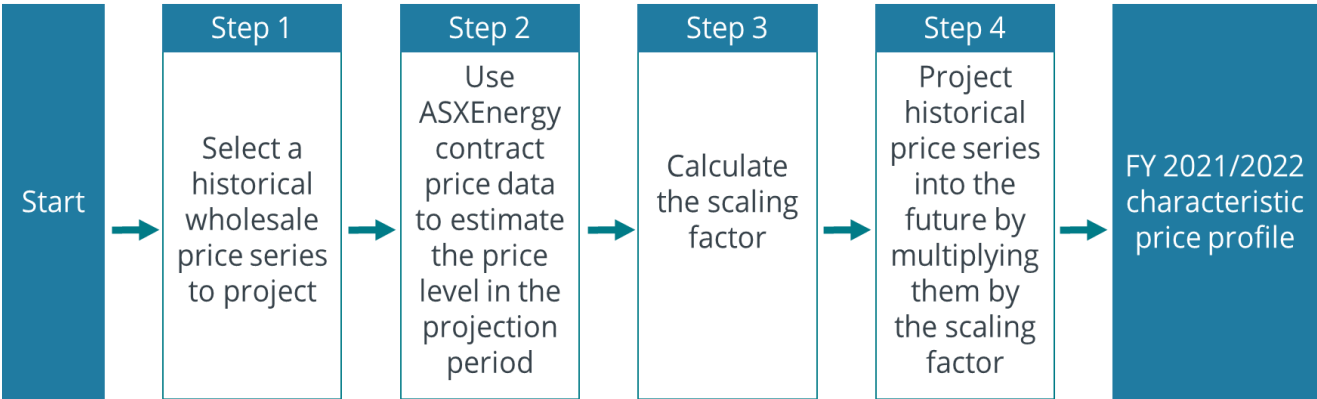 Start
Step 1
Select a
historical
wholesale
price series
to project
Step 2
Use
ASXEnergy
contract
price data
to estimate
the price
level in the
projection
period
Step 3
Calculate
the scaling
factor
Step 4
Project
historical
price series
into the
future by
multiplying
them by
the scaling
factor
FY 2021/2022
characteristic
price profile